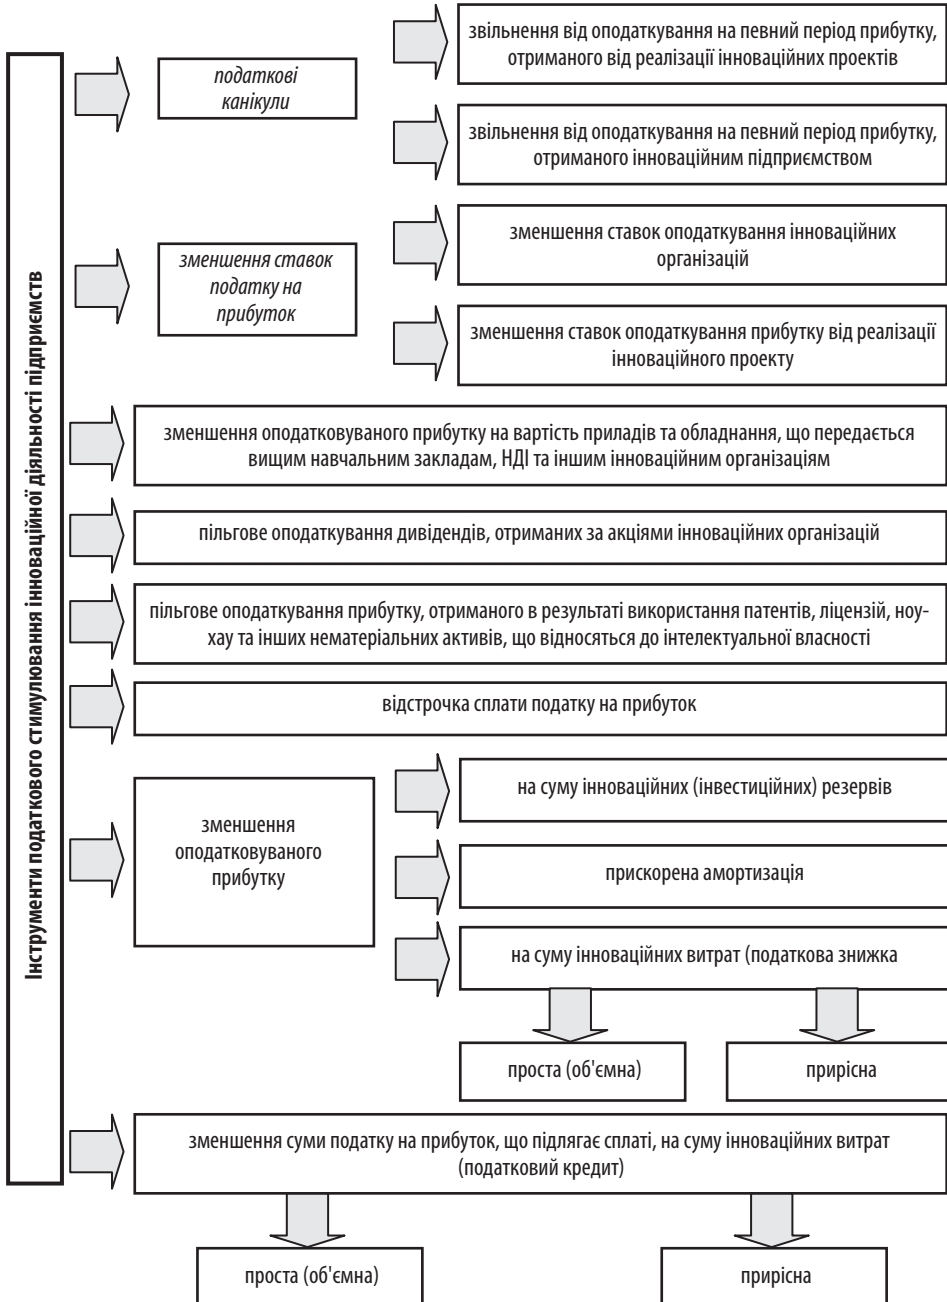 Інструменти податкового стимулювання інноваційної діяльності підприємств
податкові
канікули
звільнення від оподаткування на певний період прибутку,
отриманого від реалізації інноваційних проектів
звільнення від оподаткування на певний період прибутку,
отриманого інноваційним підприємством
зменшення ставок
податку на
прибуток
зменшення ставок оподаткування інноваційних
організацій
зменшення ставок оподаткування прибутку від реалізації
інноваційного проекту
зменшення оподатковуваного прибутку на вартість приладів та обладнання, що передається
вищим навчальним закладам, НДІ та іншим інноваційним організаціям
пільгове оподаткування дивідендів, отриманих за акціями інноваційних організацій
пільгове оподаткування прибутку, отриманого в результаті використання патентів, ліцензій, ноу-
хау та інших нематеріальних активів, що відносяться до інтелектуальної власності
відстрочка сплати податку на прибуток
зменшення
оподатковуваного
прибутку
на суму інноваційних (інвестиційних) резервів
прискорена амортизація
на суму інноваційних витрат (податкова знижка
проста (об'ємна)
прирісна
зменшення суми податку на прибуток, що підлягає сплаті, на суму інноваційних витрат
(податковий кредит)
проста (об'ємна)
прирісна